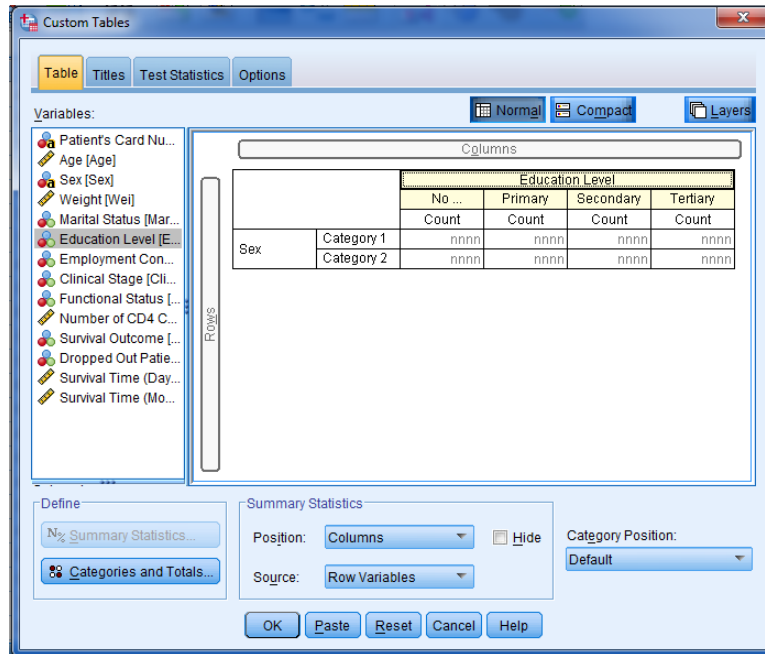 Custom Tables
Table Titles Test Statistics Options
Variables:
Normal Compact Layers
Patient's Card Nu...
Age [Age]
Sex [Sex]
Weight [Wei]
Marital Status [Mar...
Education Level [E...
Employment Con...
Clinical Stage [Cli...
Functional Status [...
Number of CD4 C...
Survival Outcome [...
Dropped Out Patie...
Survival Time (Day...
Survival Time (Mo...
Columns
Rows
Education Level
No ... Primary Secondary Tertiary
Count Count Count Count
Sex
Category 1 nnnn nnnn nnnn nnnn
Category 2 nnnn nnnn nnnn nnnn
Define
N% Summary Statistics...
Categories and Totals...
Summary Statistics
Position: Columns Hide
Source: Row Variables
Category Position:
Default
OK Paste Reset Cancel Help